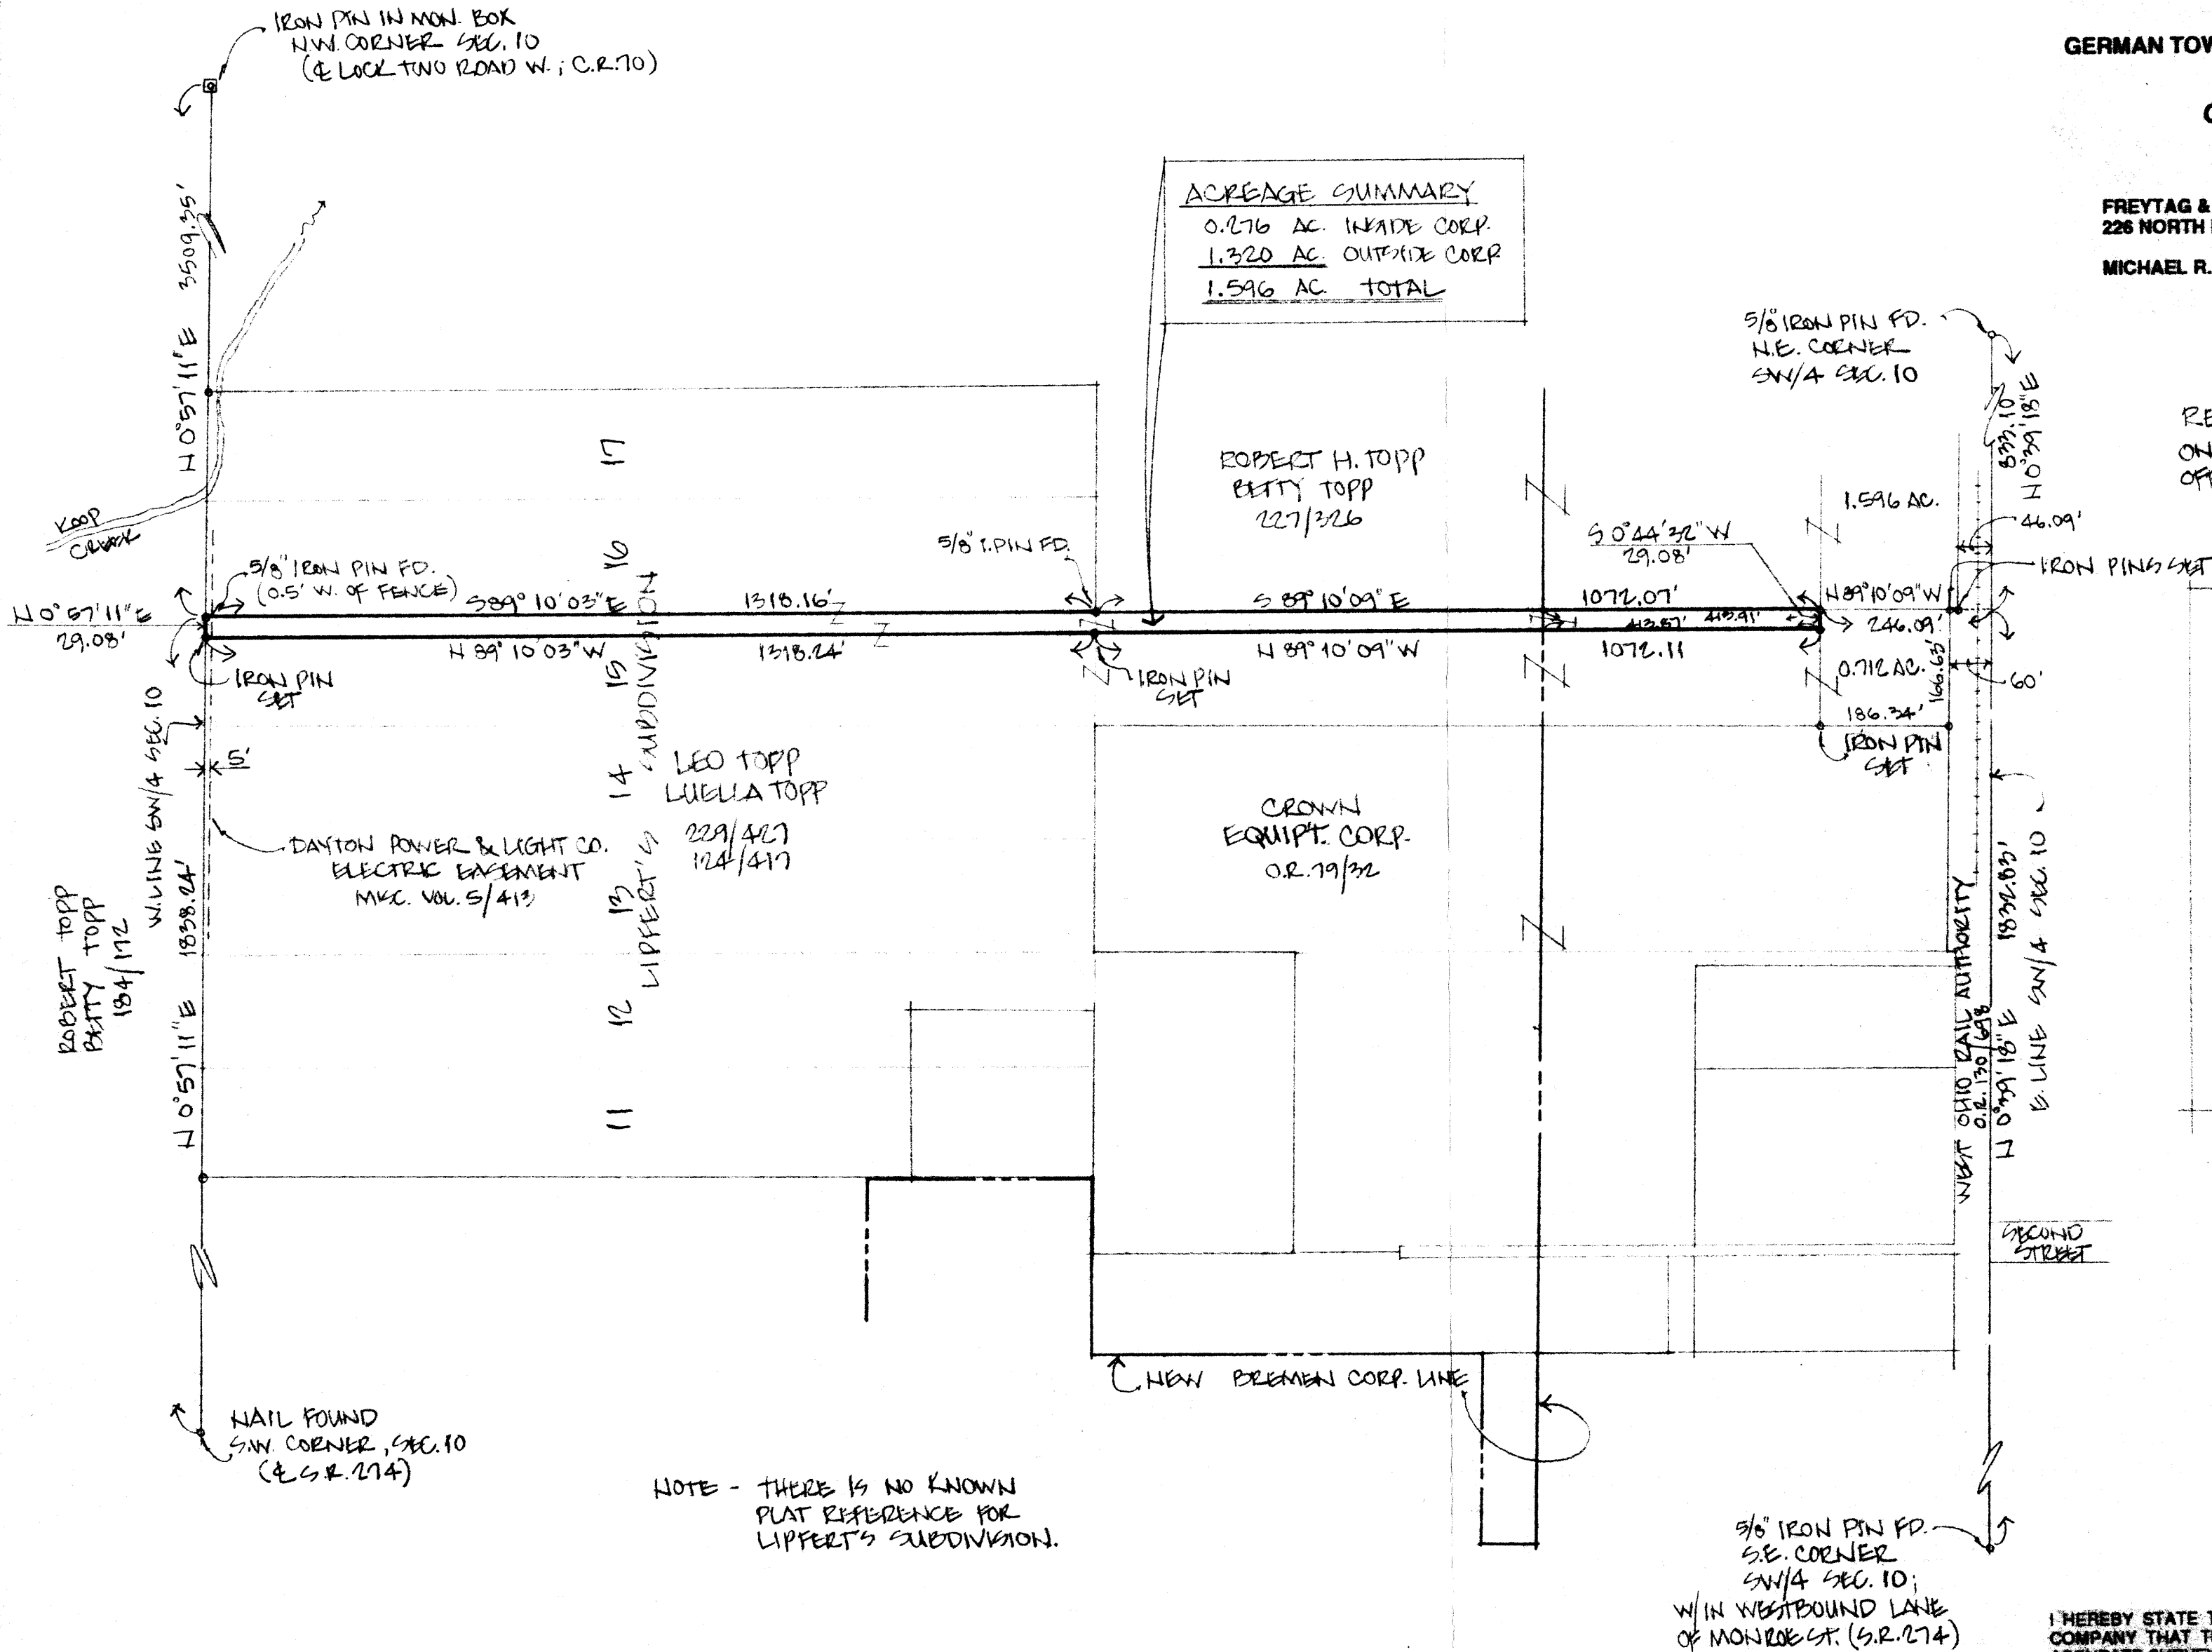 IRON PIN IN MON. BOX
N.W. CORNER SEC. 10
(℄ LOCK TWO ROAD W.; C.R. 70)
GERMAN TOW
FREYTAG &
226 NORTH
MICHAEL R.
ACREAGE SUMMARY
0.276 AC. INSIDE CORP.
1.320 AC. OUTSIDE CORP
1.596 AC. TOTAL
5/8" IRON PIN FD.
N.E. CORNER
SW/4 SEC. 10
N 0°57'11" E 3509.35'
833.10
N 0°39'18" E
RE
ON
OFF
17
ROBERT H. TOPP
BETTY TOPP
227/326
1.596 AC.
46.09'
KOOP
CREEK
5/8" IRON PIN FD.
(0.5' W. OF FENCE)
16
5/8" I.PIN FD.
S 0°44'32" W
29.08'
IRON PINS SET
N 0°57'11" E
29.08'
S 89°10'03" E 1318.16'
S 89°10'09" E 1072.07'
N 89°10'09" W
246.09'
413.87' 413.91'
N 89°10'03" W 1318.24'
N 89°10'09" W 1072.11
IRON PIN
SET
15
IRON PIN
SET
0.712 AC.
166.63'
60'
186.34'
IRON PIN
SET
W. LINE SW/4 SEC. 10
5'
14
LEO TOPP
LUELLA TOPP
229/427
124/417
CROWN
EQUIPT. CORP.
O.R. 79/32
DAYTON POWER & LIGHT CO.
ELECTRIC EASEMENT
MISC. VOL. 5/413
13
LIPFERT'S SUBDIVISION
ROBERT TOPP
BETTY TOPP
184/172
N 0°57'11" E 1838.24'
12
11
WEST OHIO RAIL AUTHORITY
O.R. 130/698
N 0°39'18" E 1832.83'
E. LINE SW/4 SEC. 10
SECOND
STREET
NEW BREMEN CORP. LINE
NAIL FOUND
S.W. CORNER, SEC. 10
(℄ S.R. 274)
NOTE - THERE IS NO KNOWN
PLAT REFERENCE FOR
LIPFERT'S SUBDIVISION.
5/8" IRON PIN FD.
S.E. CORNER
SW/4 SEC. 10;
W/IN WESTBOUND LANE
OF MONROE ST. (S.R. 274)
I HEREBY STATE T
COMPANY THAT T